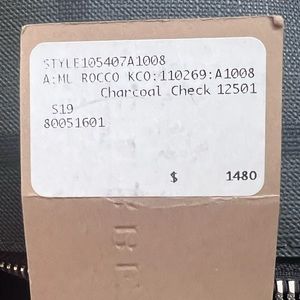 STYLE105407A1008
A:ML ROCCO KCO:110269:A1008
Charcoal Check 12501
S19
80051601
$ 1480